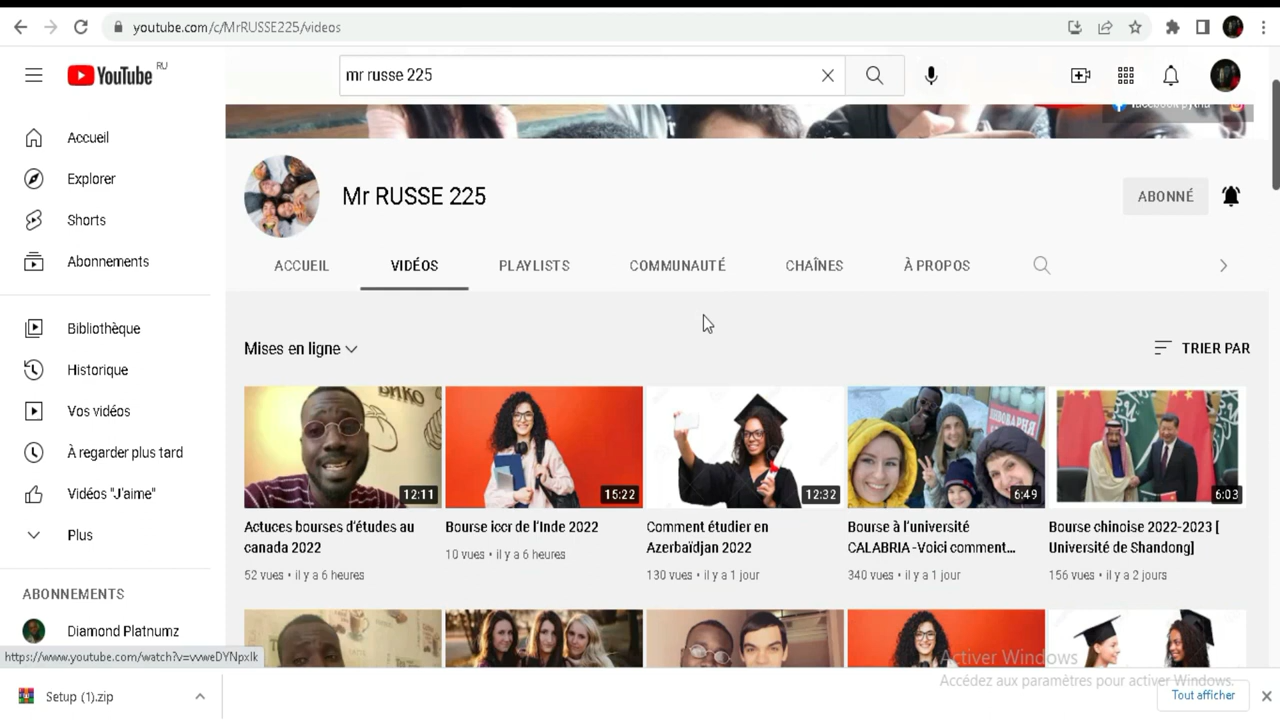 youtube.com/c/MrRUSSE225/videos
YouTube RU
mr russe 225
Accueil
Explorer
Shorts
Abonnements
Bibliothèque
Historique
Vos vidéos
À regarder plus tard
Vidéos "J'aime"
Plus
ABONNEMENTS
Diamond Platnumz
Mr RUSSE 225
ABONNÉ
ACCUEIL
VIDÉOS
PLAYLISTS
COMMUNAUTÉ
CHAÎNES
À PROPOS
Mises en ligne
TRIER PAR
12:11
15:22
12:32
6:49
6:03
Actuces bourses d'études au
canada 2022
52 vues • il y a 6 heures
Bourse iccr de l'Inde 2022
10 vues • il y a 6 heures
Comment étudier en
Azerbaïdjan 2022
130 vues • il y a 1 jour
Bourse à l'université
CALABRIA -Voici comment...
340 vues • il y a 1 jour
Bourse chinoise 2022-2023 [
Université de Shandong]
156 vues • il y a 2 jours
Activer Windows
Accédez aux paramètres pour activer Windows.
Setup (1).zip
Tout afficher